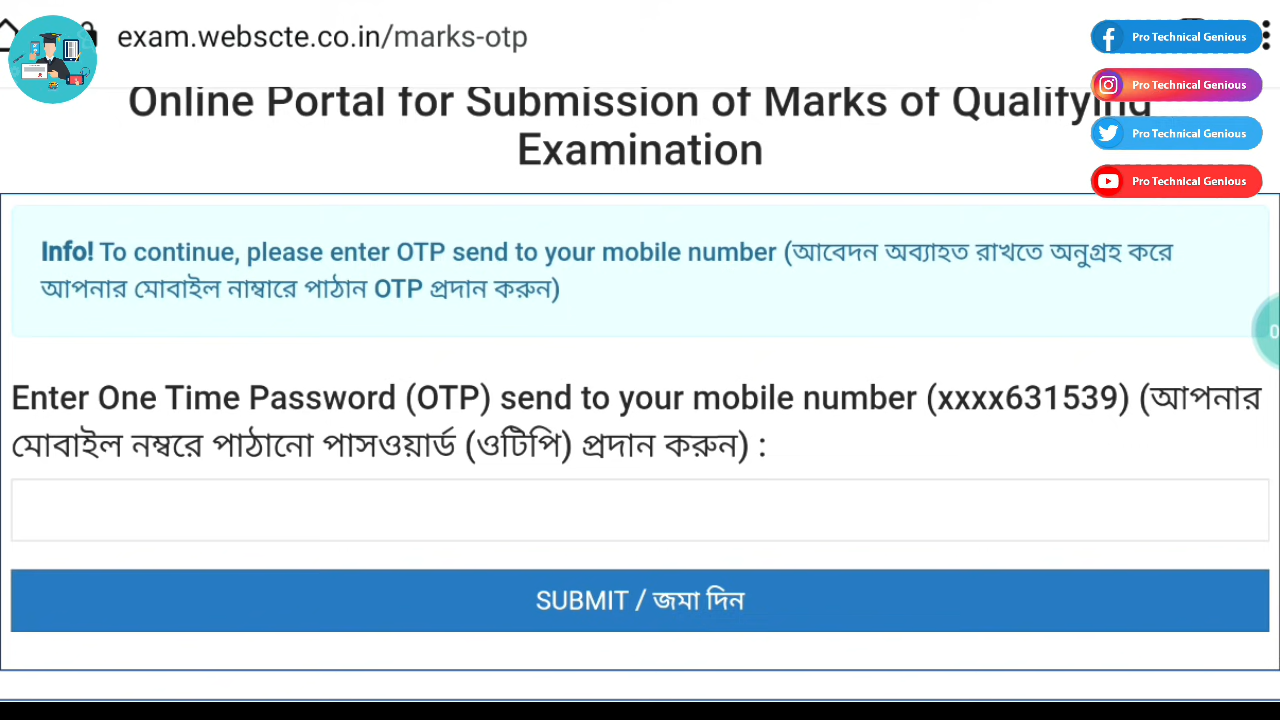 exam.webscte.co.in/marks-otp
Pro Technical Genious
Pro Technical Genious
Pro Technical Genious
Pro Technical Genious
Online Portal for Submission of Marks of Qualifying
Examination
Info! To continue, please enter OTP send to your mobile number (আবেদন অব্যাহত রাখতে অনুগ্রহ করে
আপনার মোবাইল নাম্বারে পাঠান OTP প্রদান করুন)
Enter One Time Password (OTP) send to your mobile number (xxxx631539) (আপনার
মোবাইল নম্বরে পাঠানো পাসওয়ার্ড (ওটিপি) প্রদান করুন) :
SUBMIT / জমা দিন